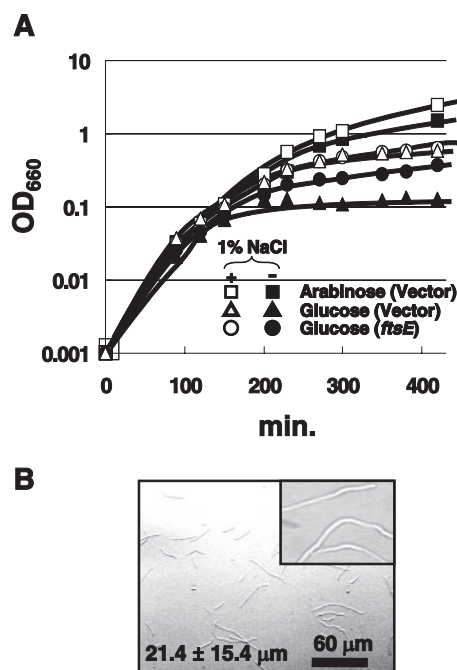 A
OD660
10
1
0.1
0.01
0.001
1% NaCl
+ -
Arabinose (Vector)
Glucose (Vector)
Glucose (ftsE)
0 100 200 300 400
min.
B
21.4 ± 15.4 μm
60 μm